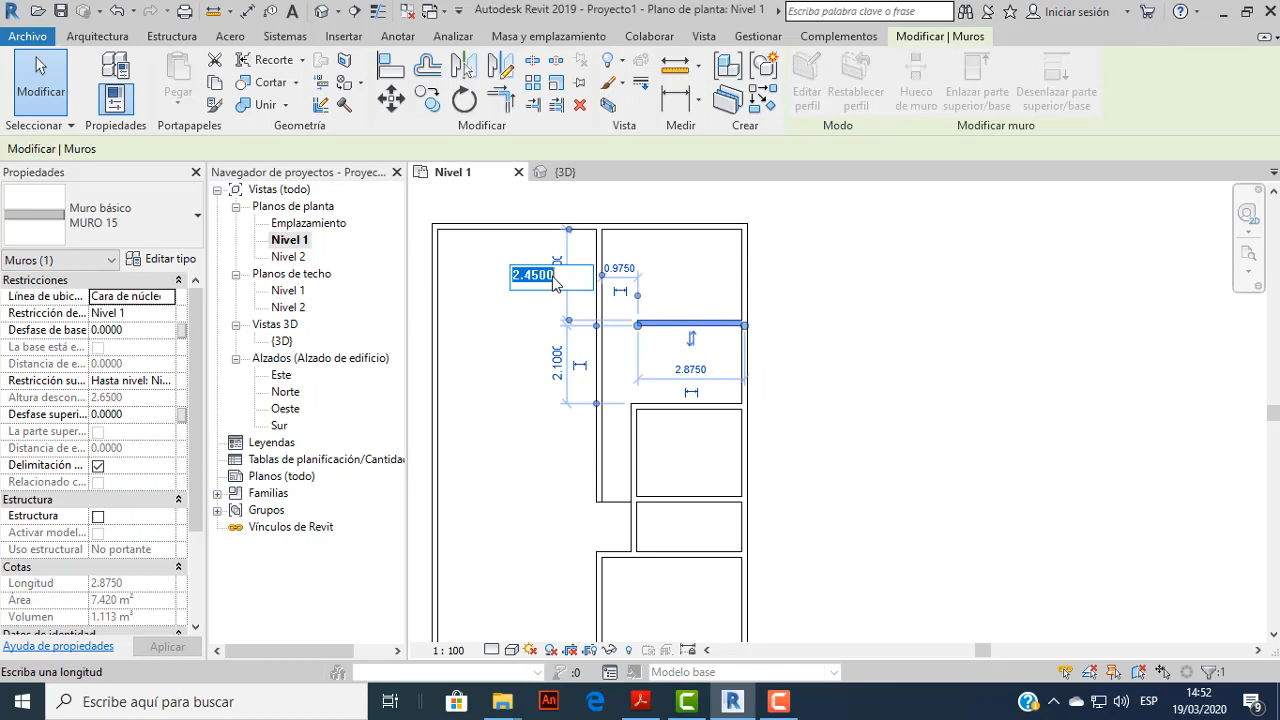 Autodesk Revit 2019 - Proyecto1 - Plano de planta: Nivel 1
Escriba palabra clave o frase
Iniciar sesión
Archivo
Arquitectura
Estructura
Acero
Sistemas
Insertar
Anotar
Analizar
Masa y emplazamiento
Colaborar
Vista
Gestionar
Complementos
Modificar | Muros
Modificar
Propiedades
Pegar
Recorte
Cortar
Unir
Editar perfil
Restablecer perfil
Hueco de muro
Enlazar parte superior/base
Desenlazar parte superior/base
Seleccionar
Propiedades
Portapapeles
Geometría
Modificar
Vista
Medir
Crear
Modo
Modificar muro
Modificar | Muros
Propiedades
Muro básico
MURO 15
Muros (1)
Editar tipo
Restricciones
Línea de ubic...
Cara de núcle
Restricción de...
Nivel 1
Desfase de base
0.0000
La base está e...
Distancia de e...
0.0000
Restricción su...
Hasta nivel: Ni...
Altura descon...
2.6500
Desfase superi...
0.0000
La parte super...
Distancia de e...
0.0000
Delimitación ...
Relacionado c...
Estructura
Estructura
Activar model...
Uso estructural
No portante
Cotas
Longitud
2.8750
Área
7.420 m²
Volumen
1.113 m³
Datos de identidad
Ayuda de propiedades
Aplicar
Navegador de proyectos - Proyec...
Vistas (todo)
Planos de planta
Emplazamiento
Nivel 1
Nivel 2
Planos de techo
Nivel 1
Nivel 2
Vistas 3D
{3D}
Alzados (Alzado de edificio)
Este
Norte
Oeste
Sur
Leyendas
Tablas de planificación/Cantidad
Planos (todo)
Familias
Grupos
Vínculos de Revit
Nivel 1
{3D}
2.4500
0.9750
2.1000
2.8750
1 : 100
Escriba una longitud
:0
Modelo base
:1
Escribe aquí para buscar
An
ESP
14:52
19/03/2020
9